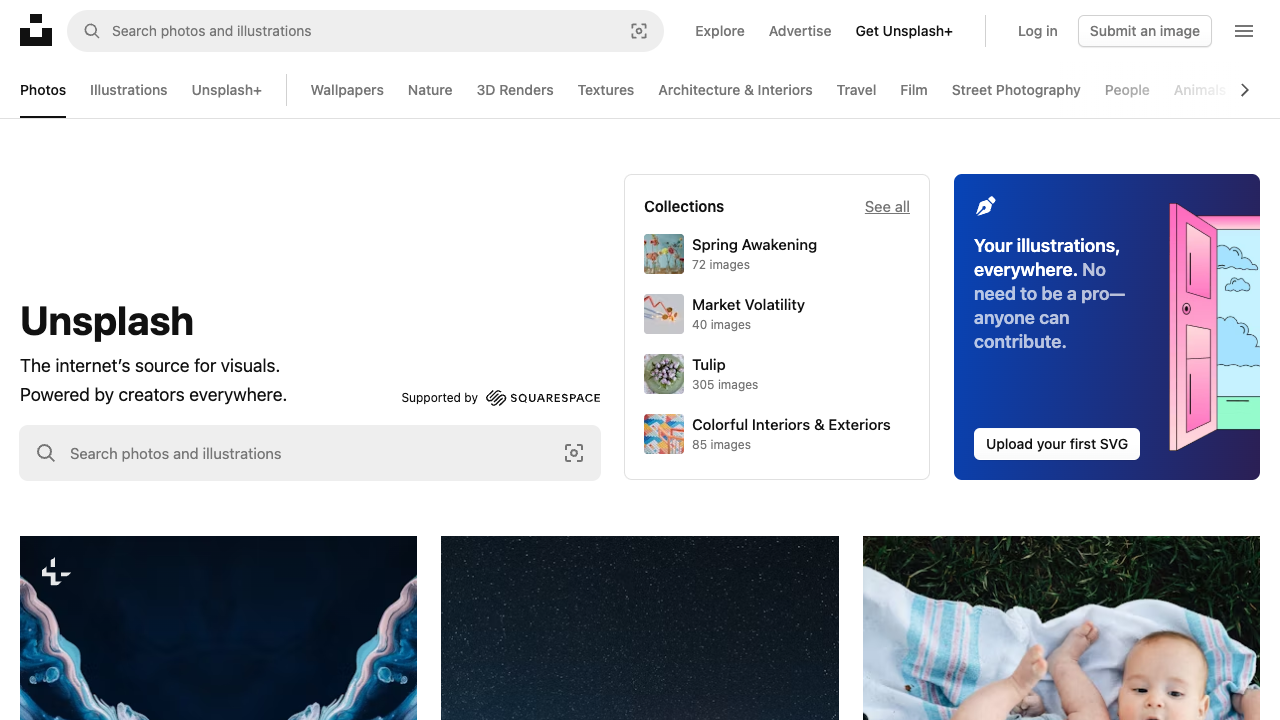 Search photos and illustrations
Explore
Advertise
Get Unsplash+
Log in
Submit an image
Photos
Illustrations
Unsplash+
Wallpapers
Nature
3D Renders
Textures
Architecture & Interiors
Travel
Film
Street Photography
People
Animals
Unsplash
The internet’s source for visuals.
Powered by creators everywhere.
Supported by SQUARESPACE
Search photos and illustrations
Collections
See all
Spring Awakening
72 images
Market Volatility
40 images
Tulip
305 images
Colorful Interiors & Exteriors
85 images
Your illustrations,
everywhere. No
need to be a pro—
anyone can
contribute.
Upload your first SVG